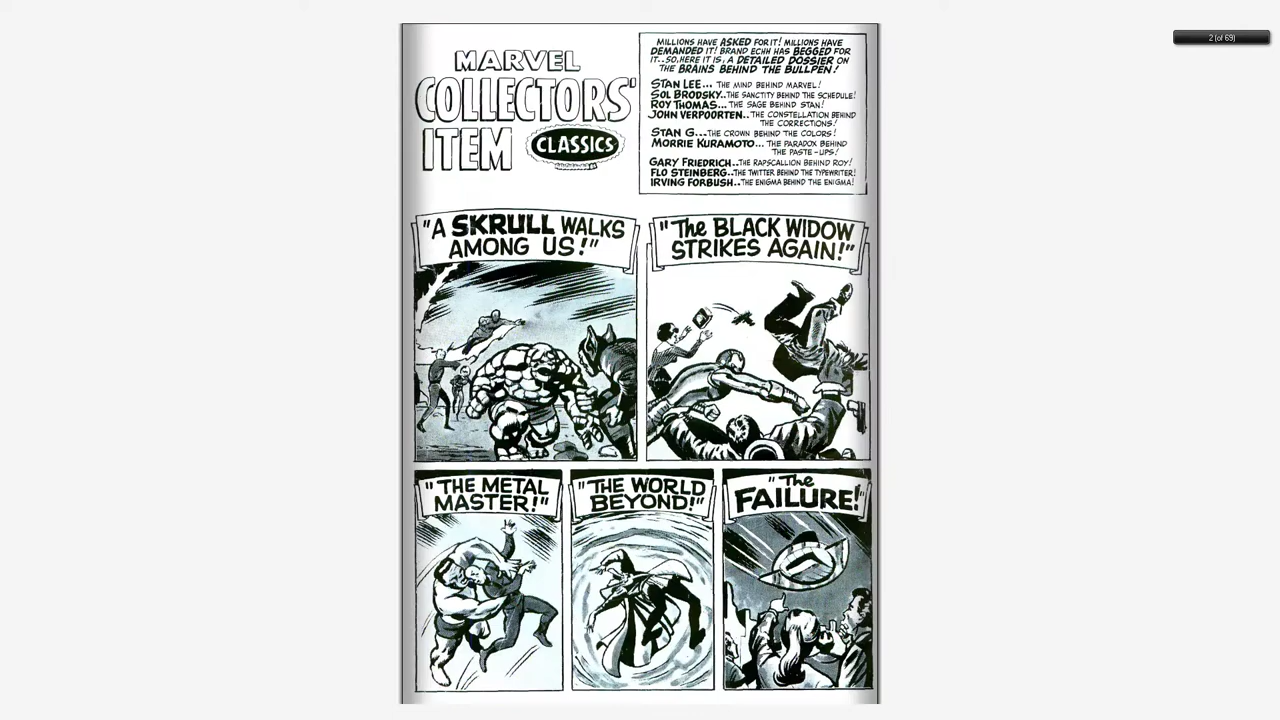 2 (of 69)
MARVEL
COLLECTORS'
ITEM
CLASSICS
MILLIONS HAVE ASKED FOR IT! MILLIONS HAVE
DEMANDED IT! BRAND ECHH HAS BEGGED FOR
IT..SO, HERE IT IS, A DETAILED DOSSIER ON
THE BRAINS BEHIND THE BULLPEN!
STAN LEE... THE MIND BEHIND MARVEL!
SOL BRODSKY..THE SANCTITY BEHIND THE SCHEDULE!
ROY THOMAS... THE SAGE BEHIND STAN!
JOHN VERPOORTEN..THE CONSTELLATION BEHIND
THE CORRECTIONS!
STAN G...THE CROWN BEHIND THE COLORS!
MORRIE KURAMOTO... THE PARADOX BEHIND
THE PASTE-UPS!
GARY FRIEDRICH..THE RAPSCALLION BEHIND ROY!
FLO STEINBERG..THE TWITTER BEHIND THE TYPEWRITER!
IRVING FORBUSH..THE ENIGMA BEHIND THE ENIGMA!
"A SKRULL WALKS
AMONG US!"
"The BLACK WIDOW
STRIKES AGAIN!"
"THE METAL
MASTER!"
"THE WORLD
BEYOND!"
"The
FAILURE!"